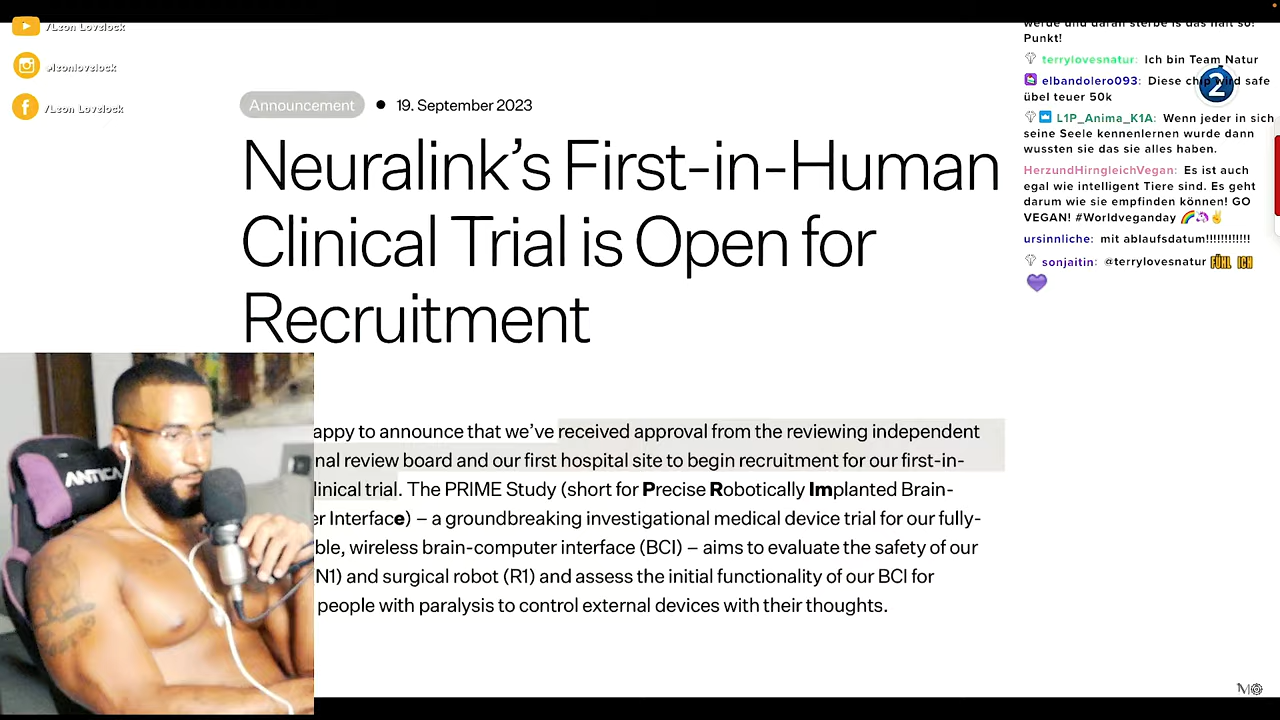 /Leon Lovelock
leonlovelock
/Leon Lovelock
Announcement ● 19. September 2023
Neuralink’s First-in-Human
Clinical Trial is Open for
Recruitment
appy to announce that we’ve received approval from the reviewing independent
nal review board and our first hospital site to begin recruitment for our first-in-
linical trial. The PRIME Study (short for Precise Robotically Implanted Brain-
er Interface) – a groundbreaking investigational medical device trial for our fully-
ble, wireless brain-computer interface (BCI) – aims to evaluate the safety of our
N1) and surgical robot (R1) and assess the initial functionality of our BCI for
people with paralysis to control external devices with their thoughts.
ANTICA
werde und daran sterbe is das halt so!
Punkt!
terrylovesnatur: Ich bin Team Natur
elbandolero093: Diese chip wird safe
übel teuer 50k
2
L1P_Anima_K1A: Wenn jeder in sich
seine Seele kennenlernen wurde dann
wussten sie das sie alles haben.
HerzundHirngleichVegan: Es ist auch
egal wie intelligent Tiere sind. Es geht
darum wie sie empfinden können! GO
VEGAN! #Worldveganday
ursinnliche: mit ablaufsdatum!!!!!!!!!!!!
sonjaitin: @terrylovesnatur FÜHL ICH